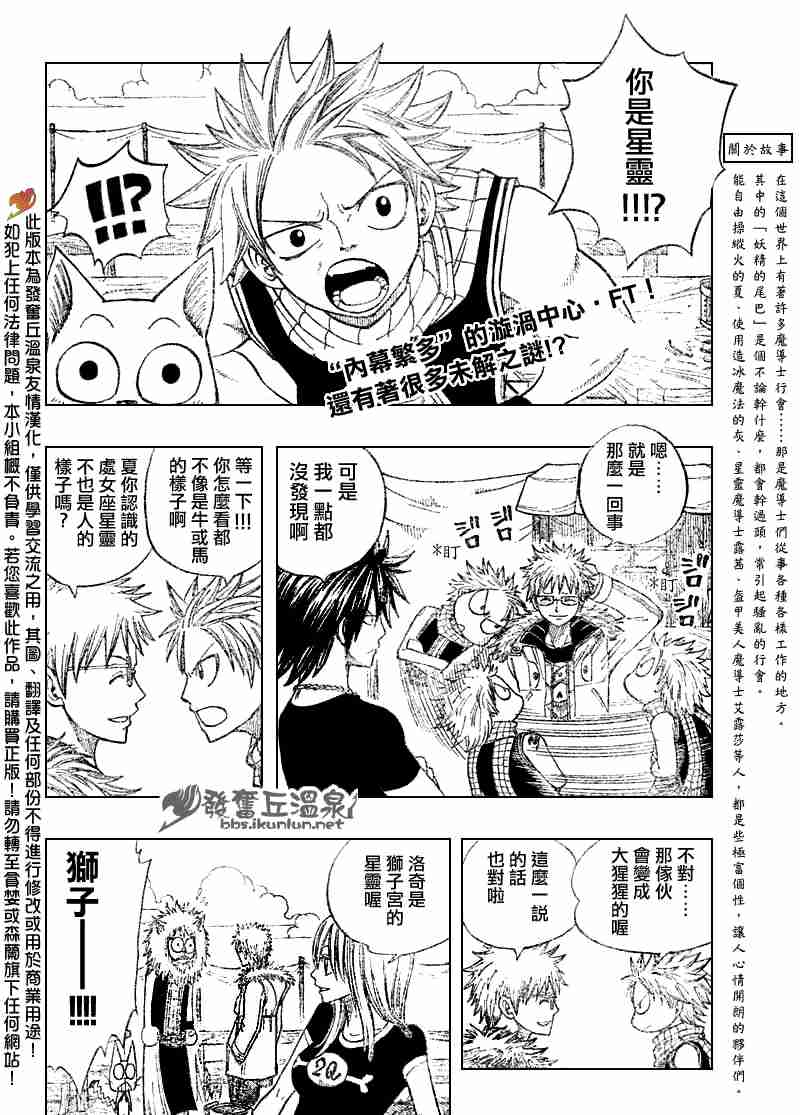 關於故事
在這個世界上有著許多魔導士行會……那是魔導士們從事各種各樣工作的地方。
其中的「妖精的尾巴」是個不論幹什麼，都會幹過頭，常引起騷亂的行會。
能自由操縱火的夏、使用造冰魔法的灰、星靈魔導士露茜、盔甲美人魔導士艾露莎等人，都是些極富個性，讓人心情開朗的夥伴們。
你是星靈
!!!?
!!!?
“內幕繁多”的漩渦中心・FT！
還有著很多未解之謎!?
嗯……
就是
那麼一回事
*盯
*盯
可是
我一點都
沒發現啊
等一下!!!
你怎麼看都
不像是牛或馬
的樣子啊
夏你認識的
處女座星靈
不也是人的
樣子嗎？
發奮丘溫泉
bbs.ikunlun.net
不對……
那傢伙
會變成
大猩猩的喔
這麼一說
的話
也對啦
洛奇是
獅子宮的
星靈喔
獅子——
!!!!
此版本為發奮丘溫泉友情漢化，僅供學習交流之用，其圖、翻譯及任何部份不得進行修改或用於商業用途！
如犯上任何法律問題，本小組概不負責。若您喜歡此作品，請購買正版！請勿轉至貪婪或森蘭旗下任何網站！